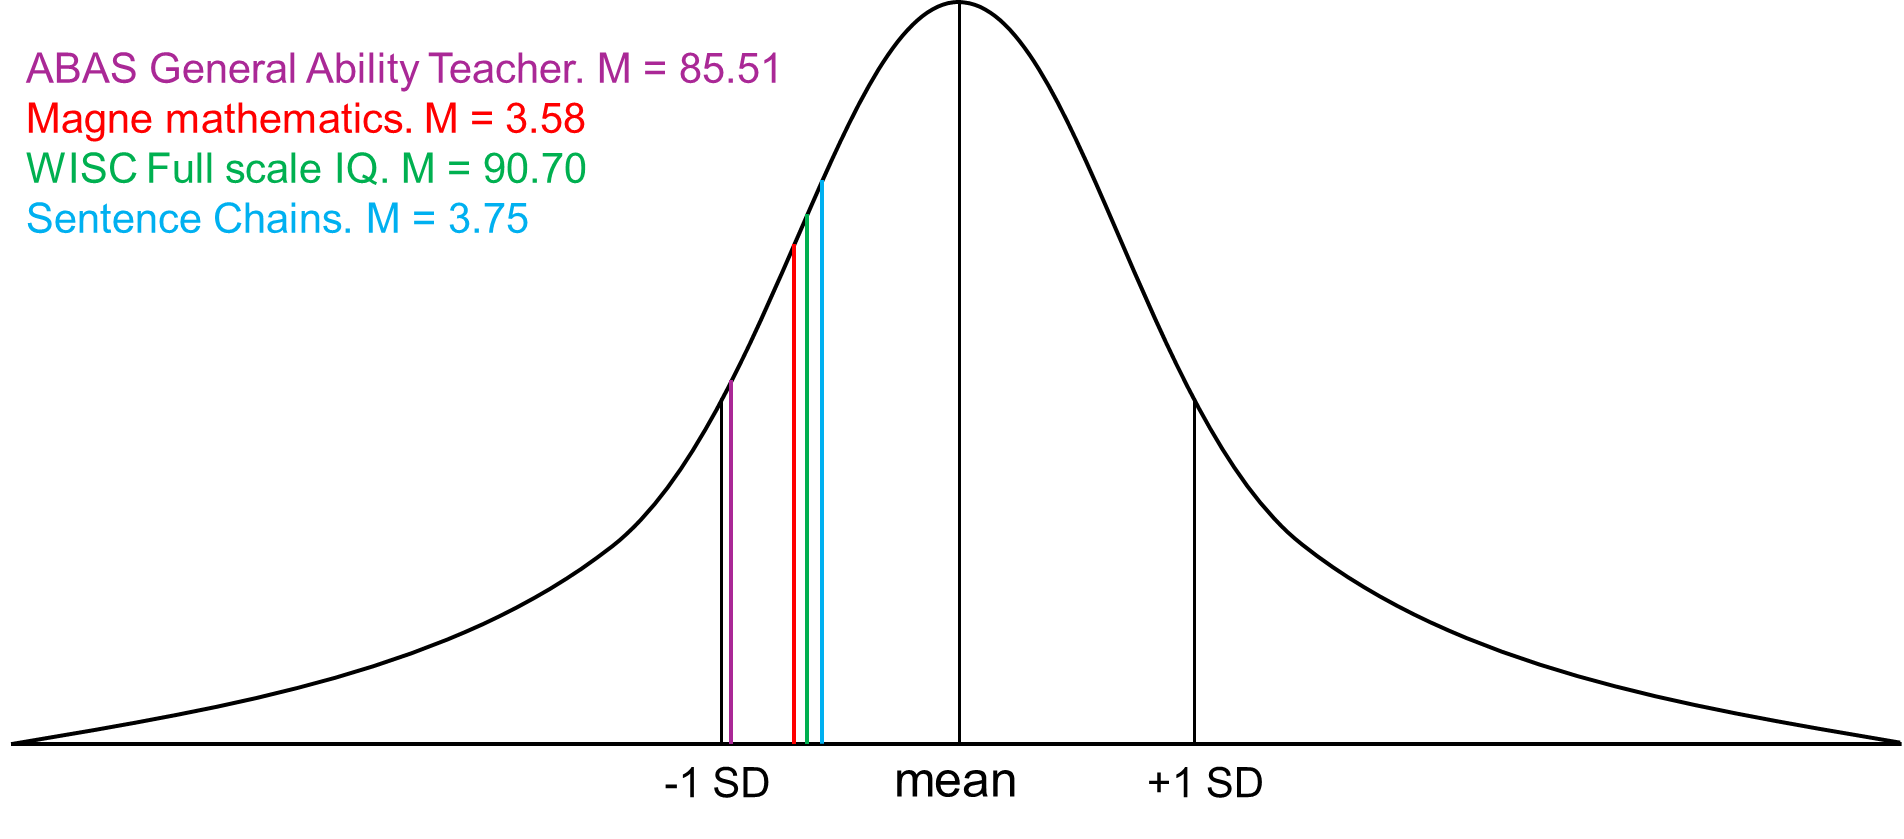 ABAS General Ability Teacher. M = 85.51
Magne mathematics. M = 3.58
WISC Full scale IQ. M = 90.70
Sentence Chains. M = 3.75
-1 SD mean +1 SD